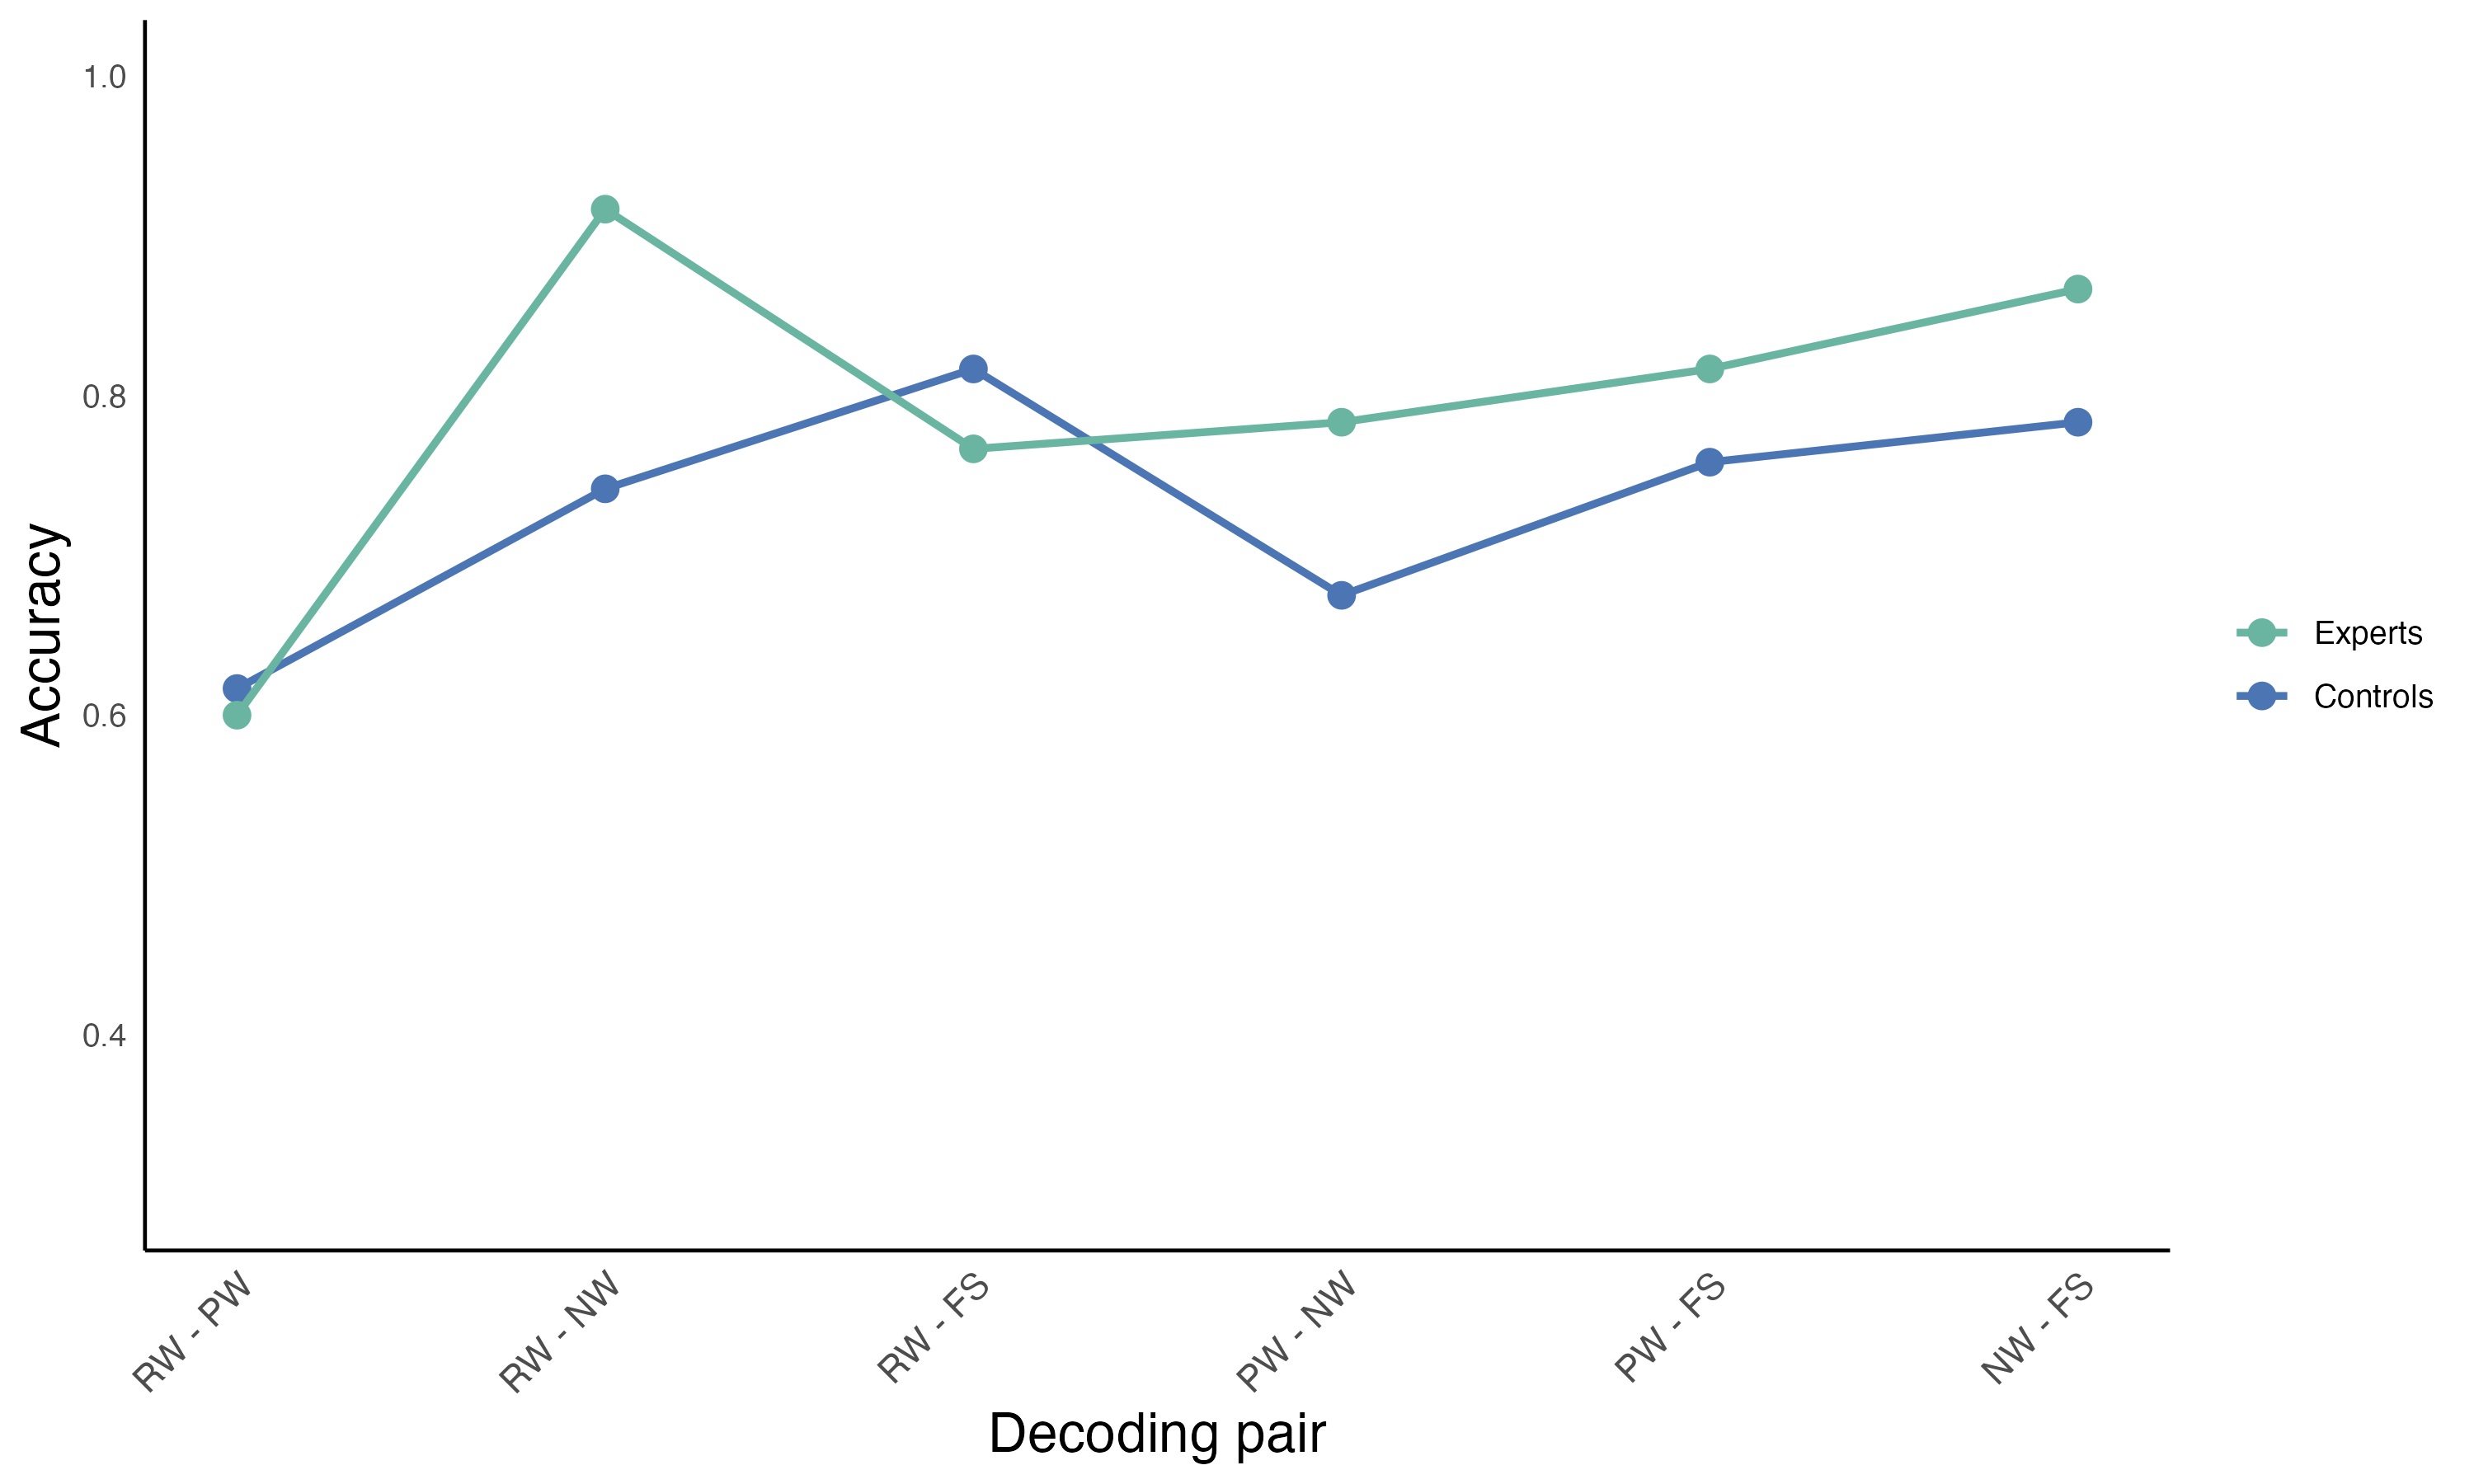 1.0
0.8
0.6
0.4
Accuracy
RW - PW
RW - NW
RW - FS
PW - NW
PW - FS
NW - FS
Decoding pair
Experts
Controls